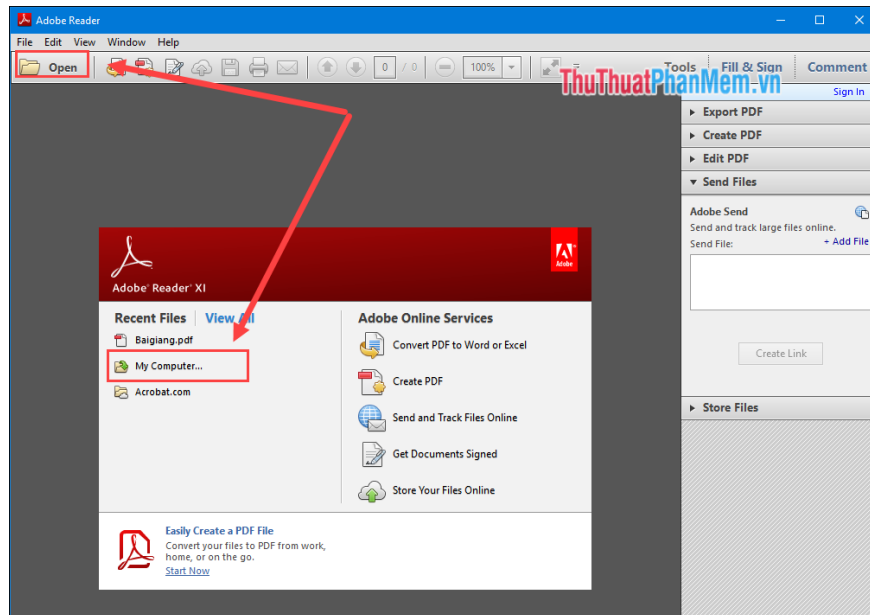 Adobe Reader
File Edit View Window Help
Open 0 / 0 100% Tools Fill & Sign Comment
ThuThuatPhanMem.vn
Sign In
Export PDF
Create PDF
Edit PDF
Send Files
Adobe Send
Send and track large files online.
Send File: + Add File
Create Link
Store Files
Adobe® Reader® XI
Adobe
Recent Files View All
Baigiang.pdf
My Computer...
Acrobat.com
Adobe Online Services
Convert PDF to Word or Excel
Create PDF
Send and Track Files Online
Get Documents Signed
Store Your Files Online
Easily Create a PDF File
Convert your files to PDF from work,
home, or on the go.
Start Now